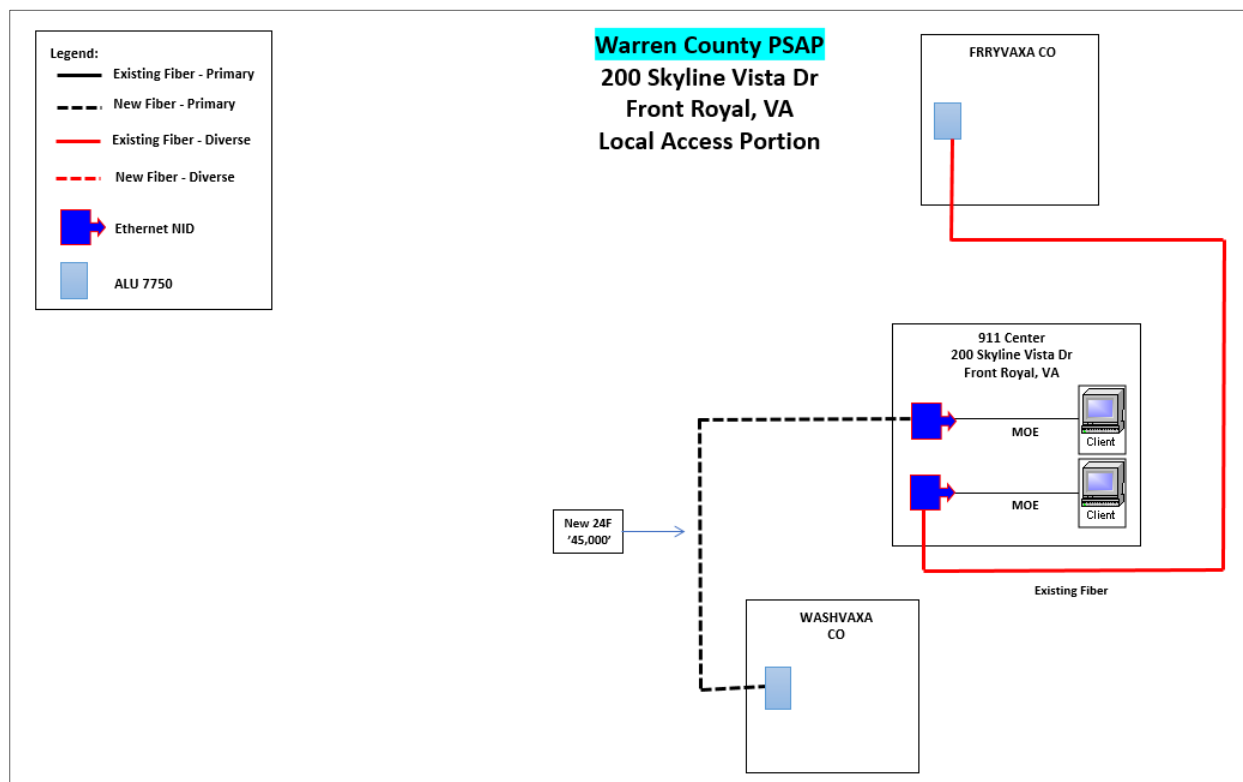 Legend:
Existing Fiber - Primary
New Fiber - Primary
Existing Fiber - Diverse
New Fiber - Diverse
Ethernet NID
ALU 7750
Warren County PSAP
200 Skyline Vista Dr
Front Royal, VA
Local Access Portion
FRRYVAXA CO
911 Center
200 Skyline Vista Dr
Front Royal, VA
MOE
Client
MOE
Client
New 24F
'45,000'
Existing Fiber
WASHVAXA
CO